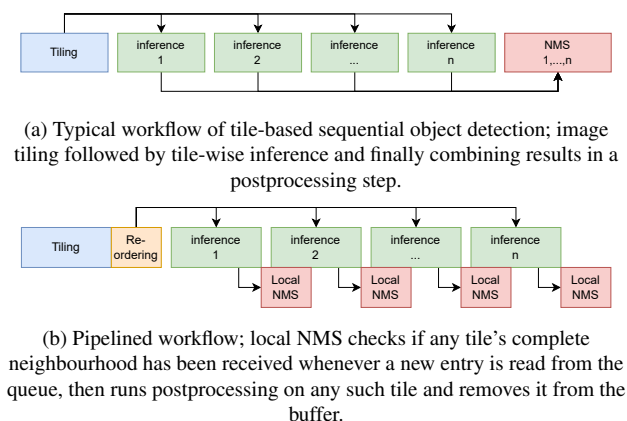 Tiling
inference
1
inference
2
inference
...
inference
n
NMS
1,...,n
(a) Typical workflow of tile-based sequential object detection; image
tiling followed by tile-wise inference and finally combining results in a
postprocessing step.
Tiling
Re-
ordering
inference
1
inference
2
inference
...
inference
n
Local
NMS
Local
NMS
Local
NMS
Local
NMS
(b) Pipelined workflow; local NMS checks if any tile's complete
neighbourhood has been received whenever a new entry is read from the
queue, then runs postprocessing on any such tile and removes it from the
buffer.